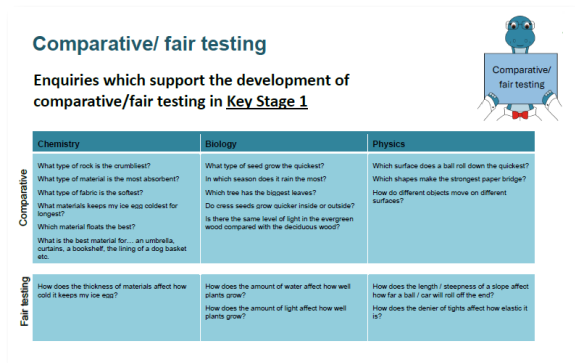 Comparative/ fair testing
Comparative/
fair testing
Enquiries which support the development of
comparative/fair testing in Key Stage 1
Chemistry
Biology
Physics
Comparative
What type of rock is the crumbliest?
What type of material is the most absorbent?
What type of fabric is the softest?
What materials keeps my ice egg coldest for
longest?
Which material floats the best?
What is the best material for... an umbrella,
curtains, a bookshelf, the lining of a dog basket
etc.
What type of seed grow the quickest?
In which season does it rain the most?
Which tree has the biggest leaves?
Do cress seeds grow quicker inside or outside?
Is there the same level of light in the evergreen
wood compared with the deciduous wood?
Which surface does a ball roll down the quickest?
Which shapes make the strongest paper bridge?
How do different objects move on different
surfaces?
Fair testing
How does the thickness of materials affect how
cold it keeps my ice egg?
How does the amount of water affect how well
plants grow?
How does the amount of light affect how well
plants grow?
How does the length / steepness of a slope affect
how far a ball / car will roll off the end?
How does the denier of tights affect how elastic it
is?